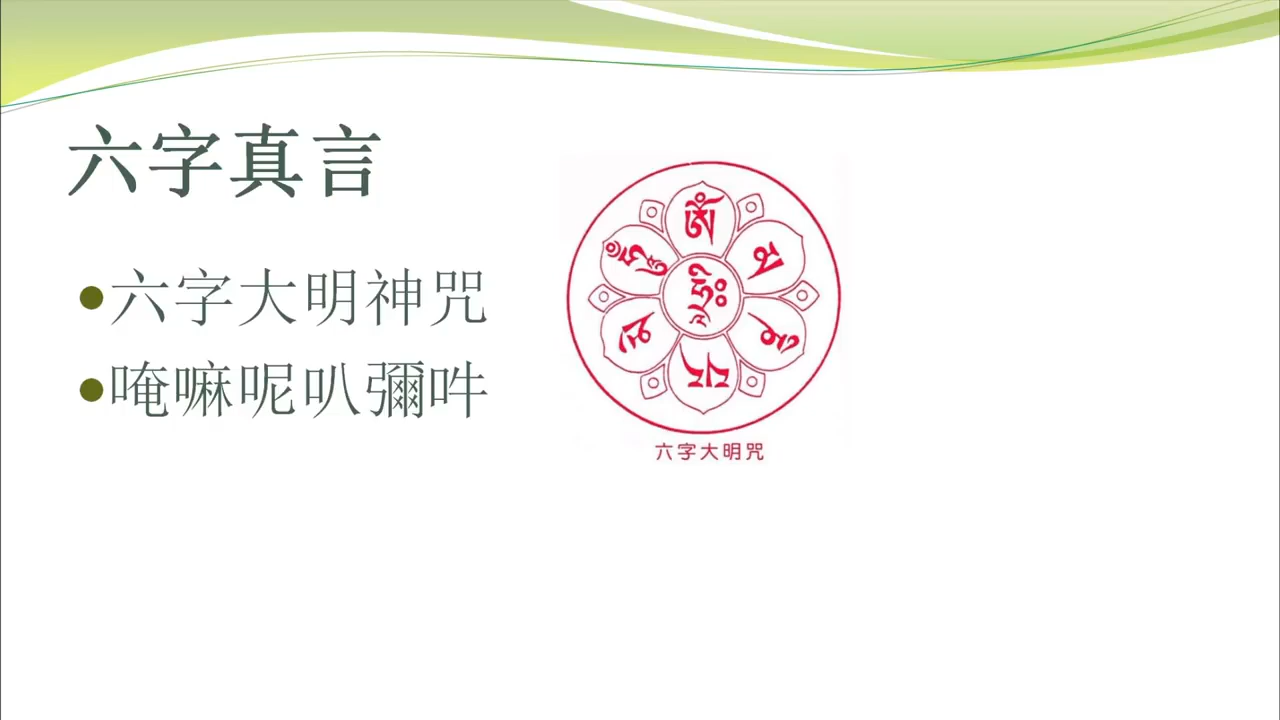 六字真言
六字大明神咒
唵嘛呢叭彌吽
ༀ
མ
ཎི
པད
མེ
ཧཱུྃ
ཧྲཱིཿ
六字大明咒